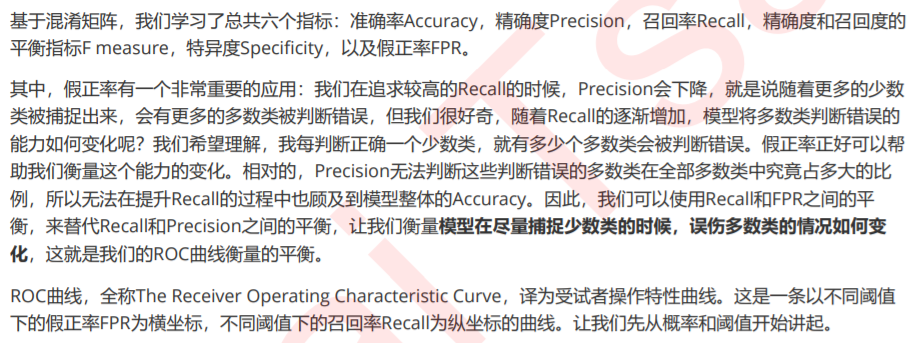 基于混淆矩阵，我们学习了总共六个指标：准确率Accuracy，精确度Precision，召回率Recall，精确度和召回度的
平衡指标F measure，特异度Specificity，以及假正率FPR。
其中，假正率有一个非常重要的应用：我们在追求较高的Recall的时候，Precision会下降，就是说随着更多的少数
类被捕捉出来，会有更多的多数类被判断错误，但我们很好奇，随着Recall的逐渐增加，模型将多数类判断错误的
能力如何变化呢？我们希望理解，我每判断正确一个少数类，就有多少个多数类会被判断错误。假正率正好可以帮
助我们衡量这个能力的变化。相对的，Precision无法判断这些判断错误的多数类在全部多数类中究竟占多大的比
例，所以无法在提升Recall的过程中也顾及到模型整体的Accuracy。因此，我们可以使用Recall和FPR之间的平
衡，来替代Recall和Precision之间的平衡，让我们衡量模型在尽量捕捉少数类的时候，误伤多数类的情况如何变
化，这就是我们的ROC曲线衡量的平衡。
ROC曲线，全称The Receiver Operating Characteristic Curve，译为受试者操作特性曲线。这是一条以不同阈值
下的假正率FPR为横坐标，不同阈值下的召回率Recall为纵坐标的曲线。让我们先从概率和阈值开始讲起。